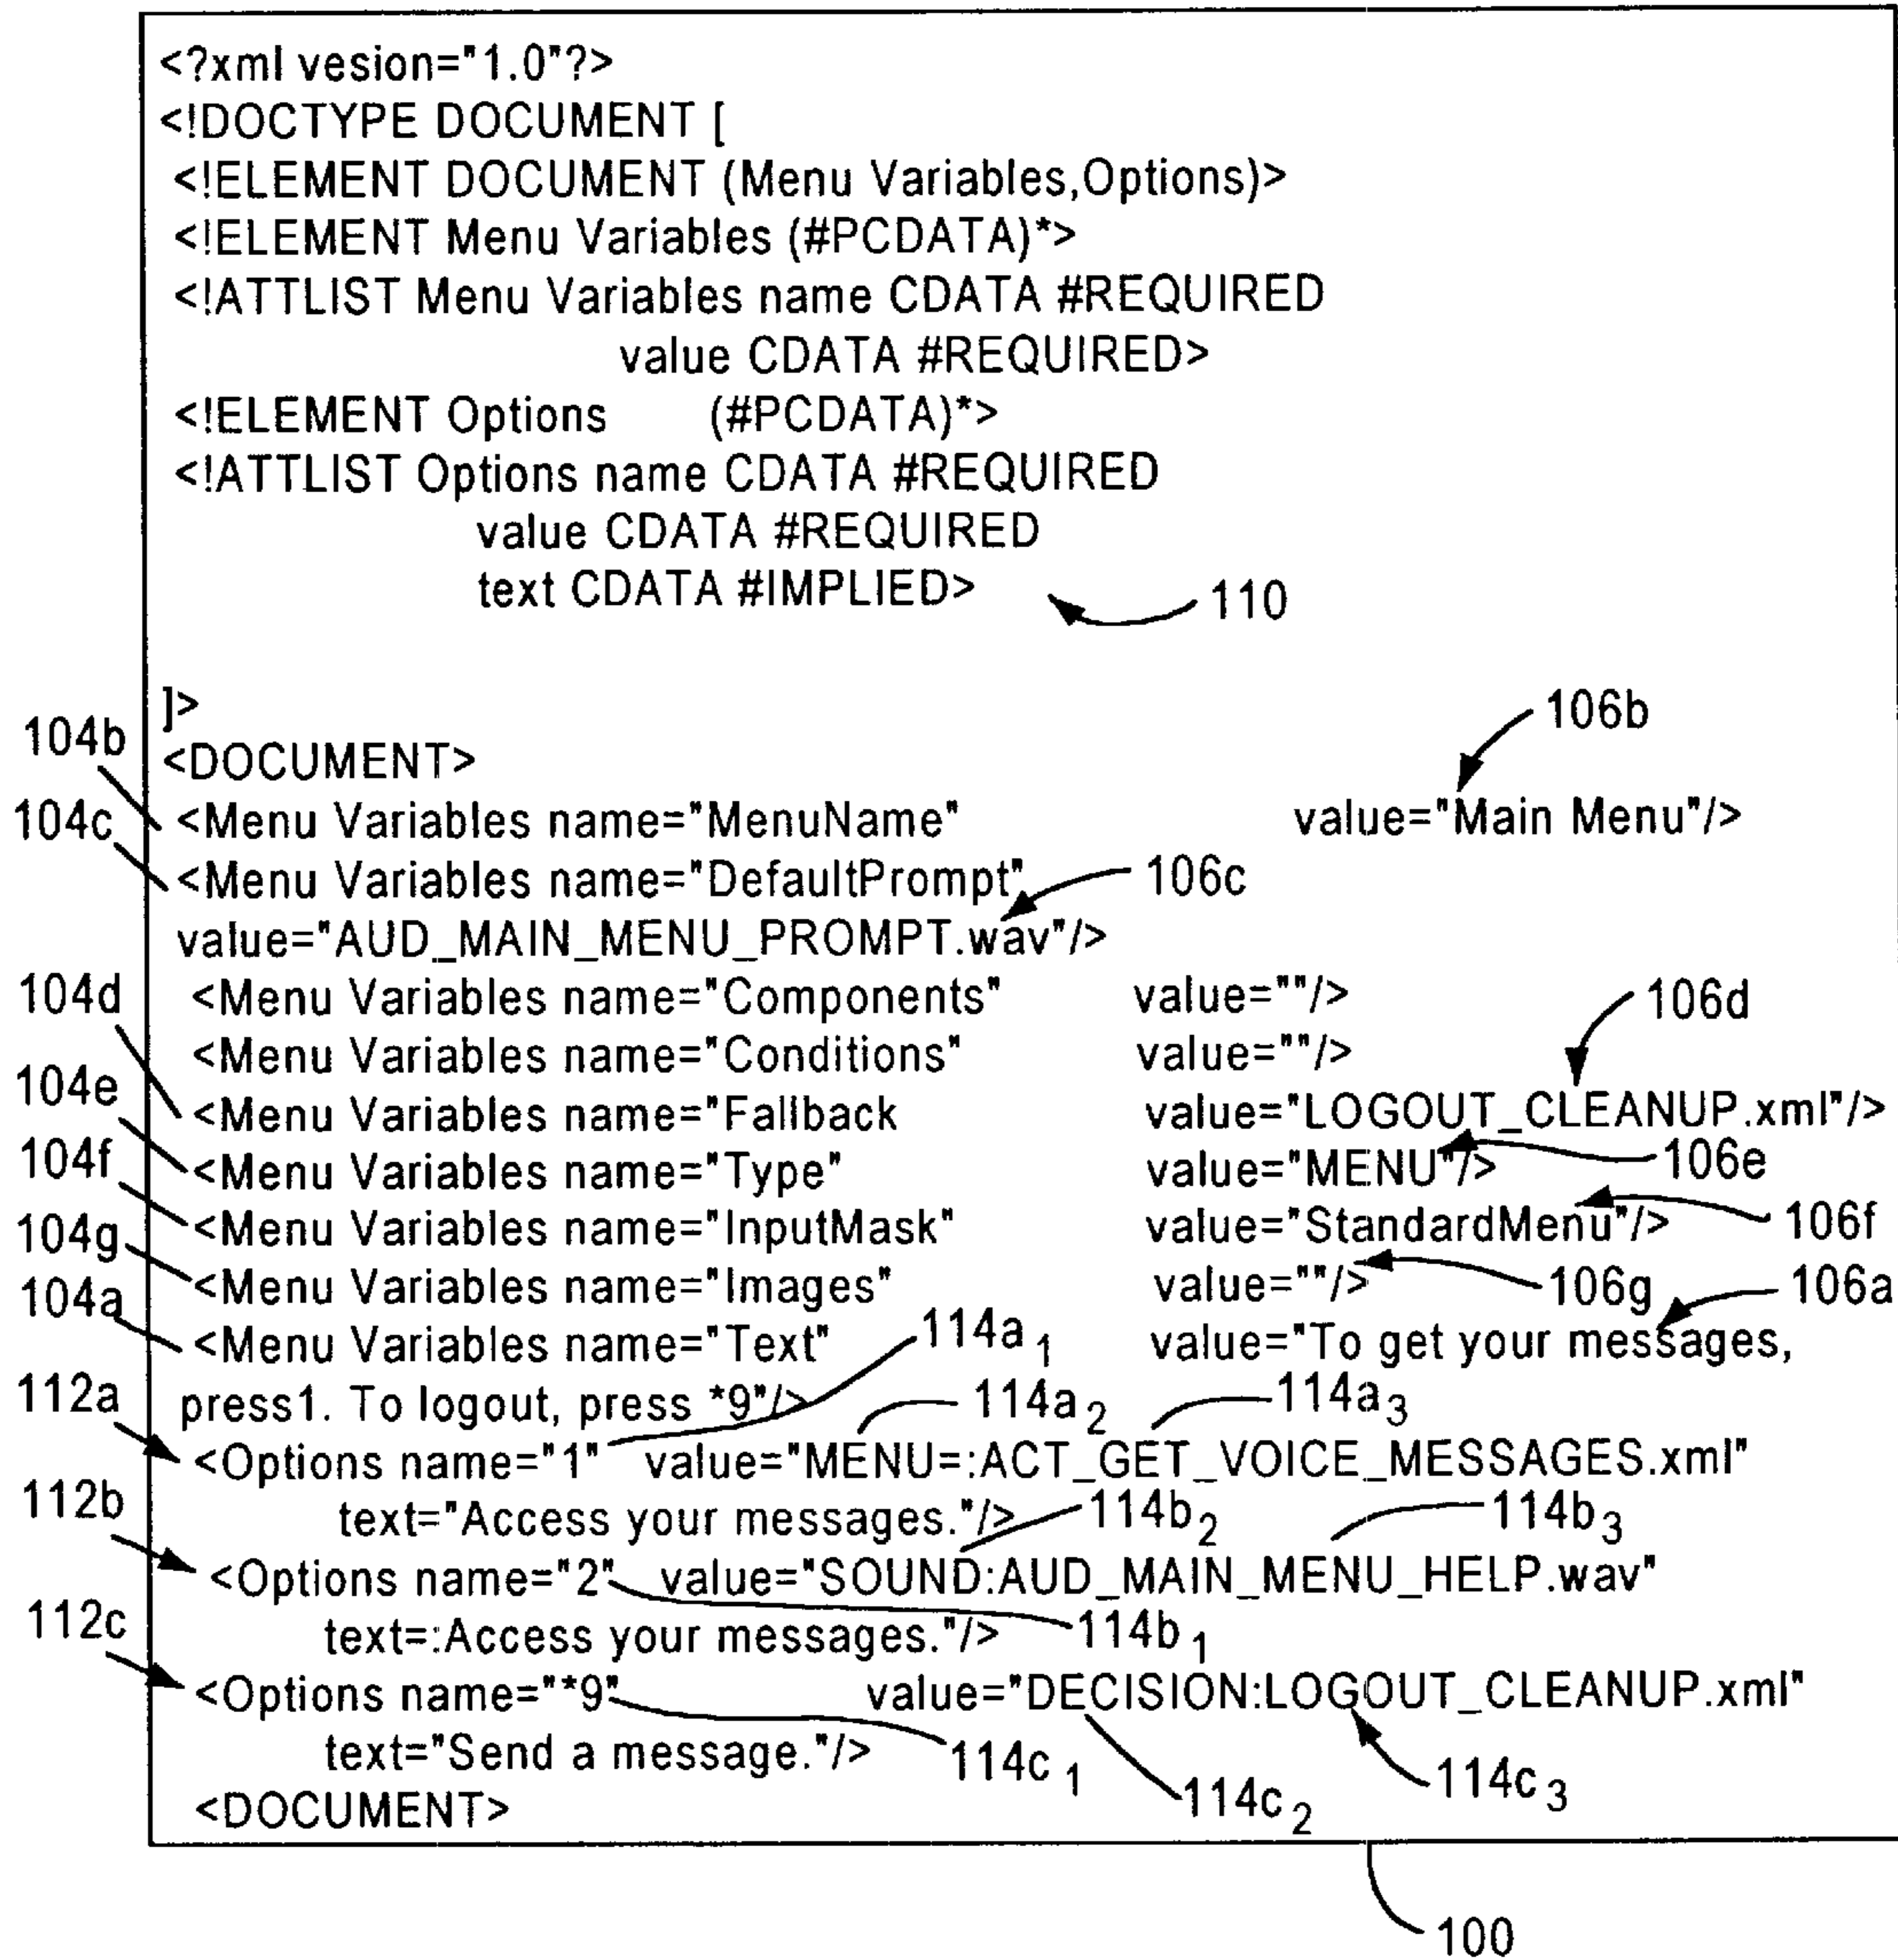 <?xml vesion="1.0"?>
<!DOCTYPE DOCUMENT [
<!ELEMENT DOCUMENT (Menu Variables,Options)>
<!ELEMENT Menu Variables (#PCDATA)*>
<!ATTLIST Menu Variables name CDATA #REQUIRED
value CDATA #REQUIRED>
<!ELEMENT Options (#PCDATA)*>
<!ATTLIST Options name CDATA #REQUIRED
value CDATA #REQUIRED
text CDATA #IMPLIED> 110
]> 106b
104b <DOCUMENT>
104c <Menu Variables name="MenuName" value="Main Menu"/>
<Menu Variables name="DefaultPrompt" 106c
value="AUD_MAIN_MENU_PROMPT.wav"/>
104d <Menu Variables name="Components" value=""/> 106d
<Menu Variables name="Conditions" value=""/>
104e <Menu Variables name="Fallback value="LOGOUT_CLEANUP.xml"/>
104f <Menu Variables name="Type" value="MENU"/> 106e
104g <Menu Variables name="InputMask" value="StandardMenu"/> 106f
104a <Menu Variables name="Images" value=""/> 106g 106a
<Menu Variables name="Text" 114a1 value="To get your messages,
112a press1. To logout, press *9"/> 114a2 114a3
<Options name="1" value="MENU=:ACT_GET_VOICE_MESSAGES.xml"
112b text="Access your messages."/> 114b2 114b3
<Options name="2" value="SOUND:AUD_MAIN_MENU_HELP.wav"
112c text=:Access your messages."/> 114b1
<Options name="*9" value="DECISION:LOGOUT_CLEANUP.xml"
text="Send a message."/> 114c1 114c2 114c3
<DOCUMENT>
100